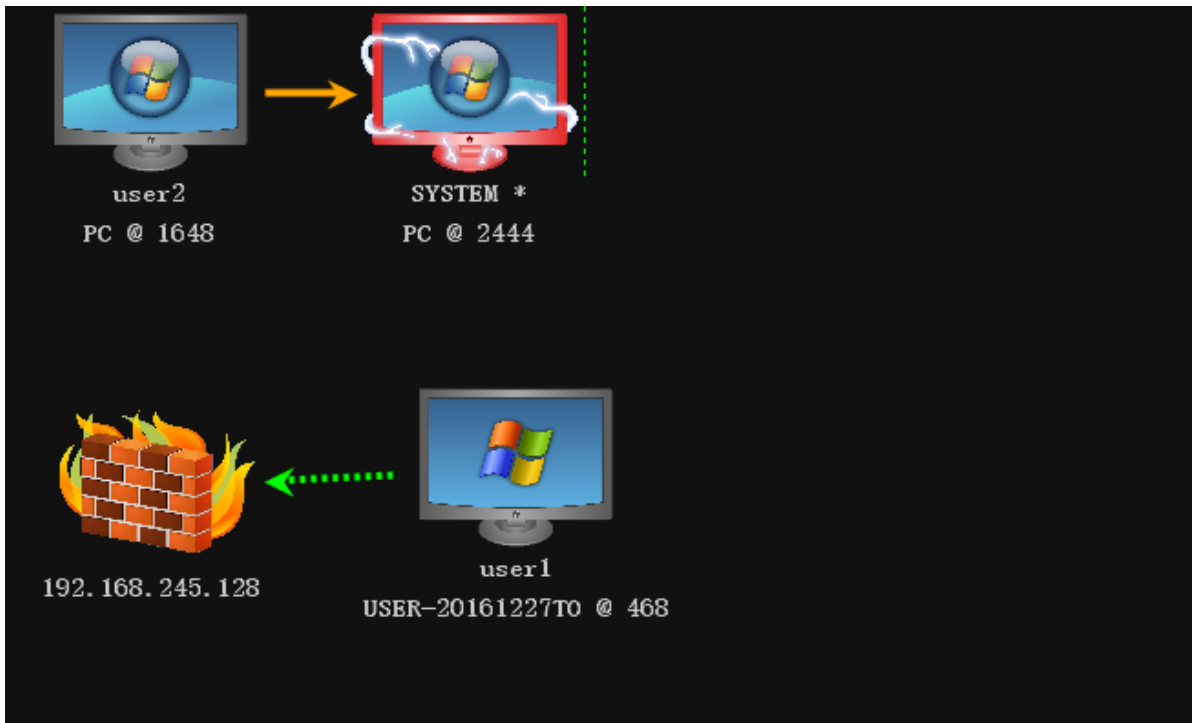 user2
PC @ 1648
SYSTEM *
PC @ 2444
192.168.245.128
user1
USER-20161227TO @ 468